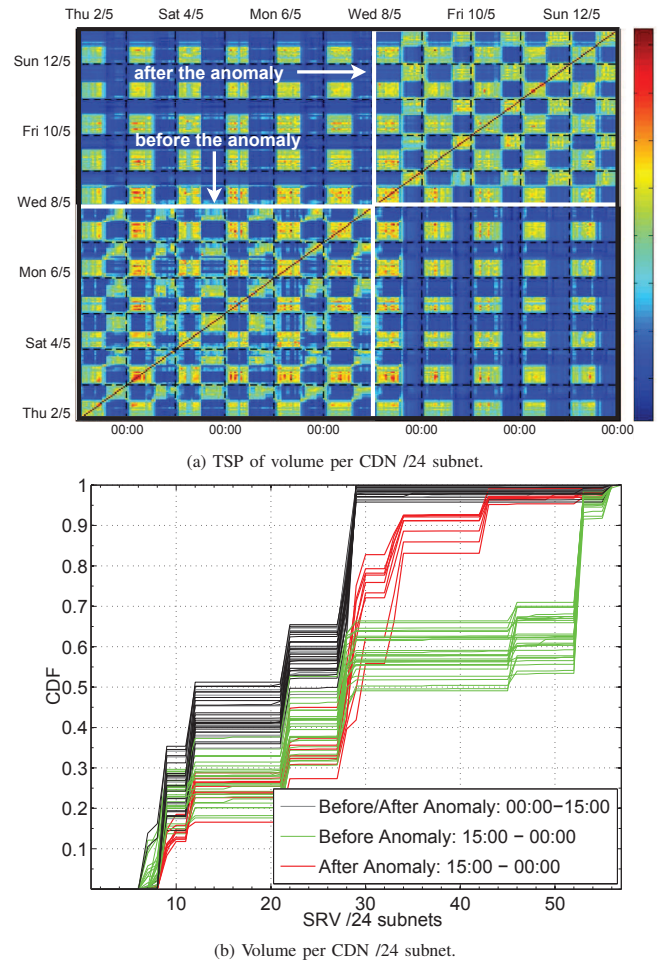 Thu 2/5 Sat 4/5 Mon 6/5 Wed 8/5 Fri 10/5 Sun 12/5
Sun 12/5
after the anomaly
Fri 10/5
before the anomaly
Wed 8/5
Mon 6/5
Sat 4/5
Thu 2/5
00:00 00:00 00:00 00:00 00:00 00:00
(a) TSP of volume per CDN /24 subnet.
1
0.9
0.8
0.7
0.6
0.5
0.4
0.3
0.2
0.1
CDF
Before/After Anomaly: 00:00−15:00
Before Anomaly: 15:00 − 00:00
After Anomaly: 15:00 − 00:00
10 20 30 40 50
SRV /24 subnets
(b) Volume per CDN /24 subnet.